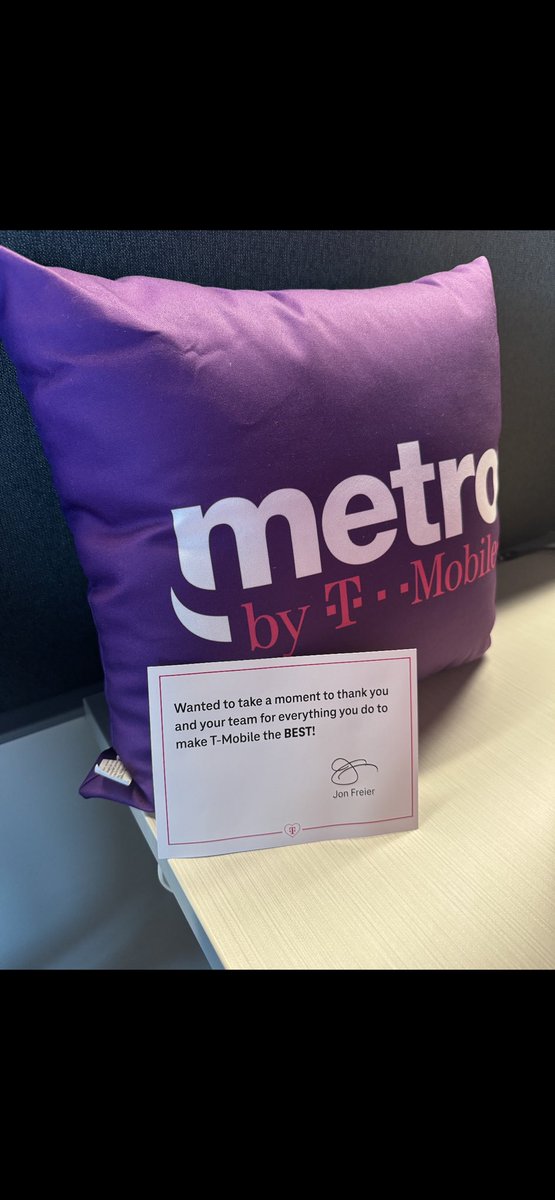 metro
by T Mobile
Wanted to take a moment to thank you
and your team for everything you do to
make T-Mobile the BEST!
Jon Freier
T